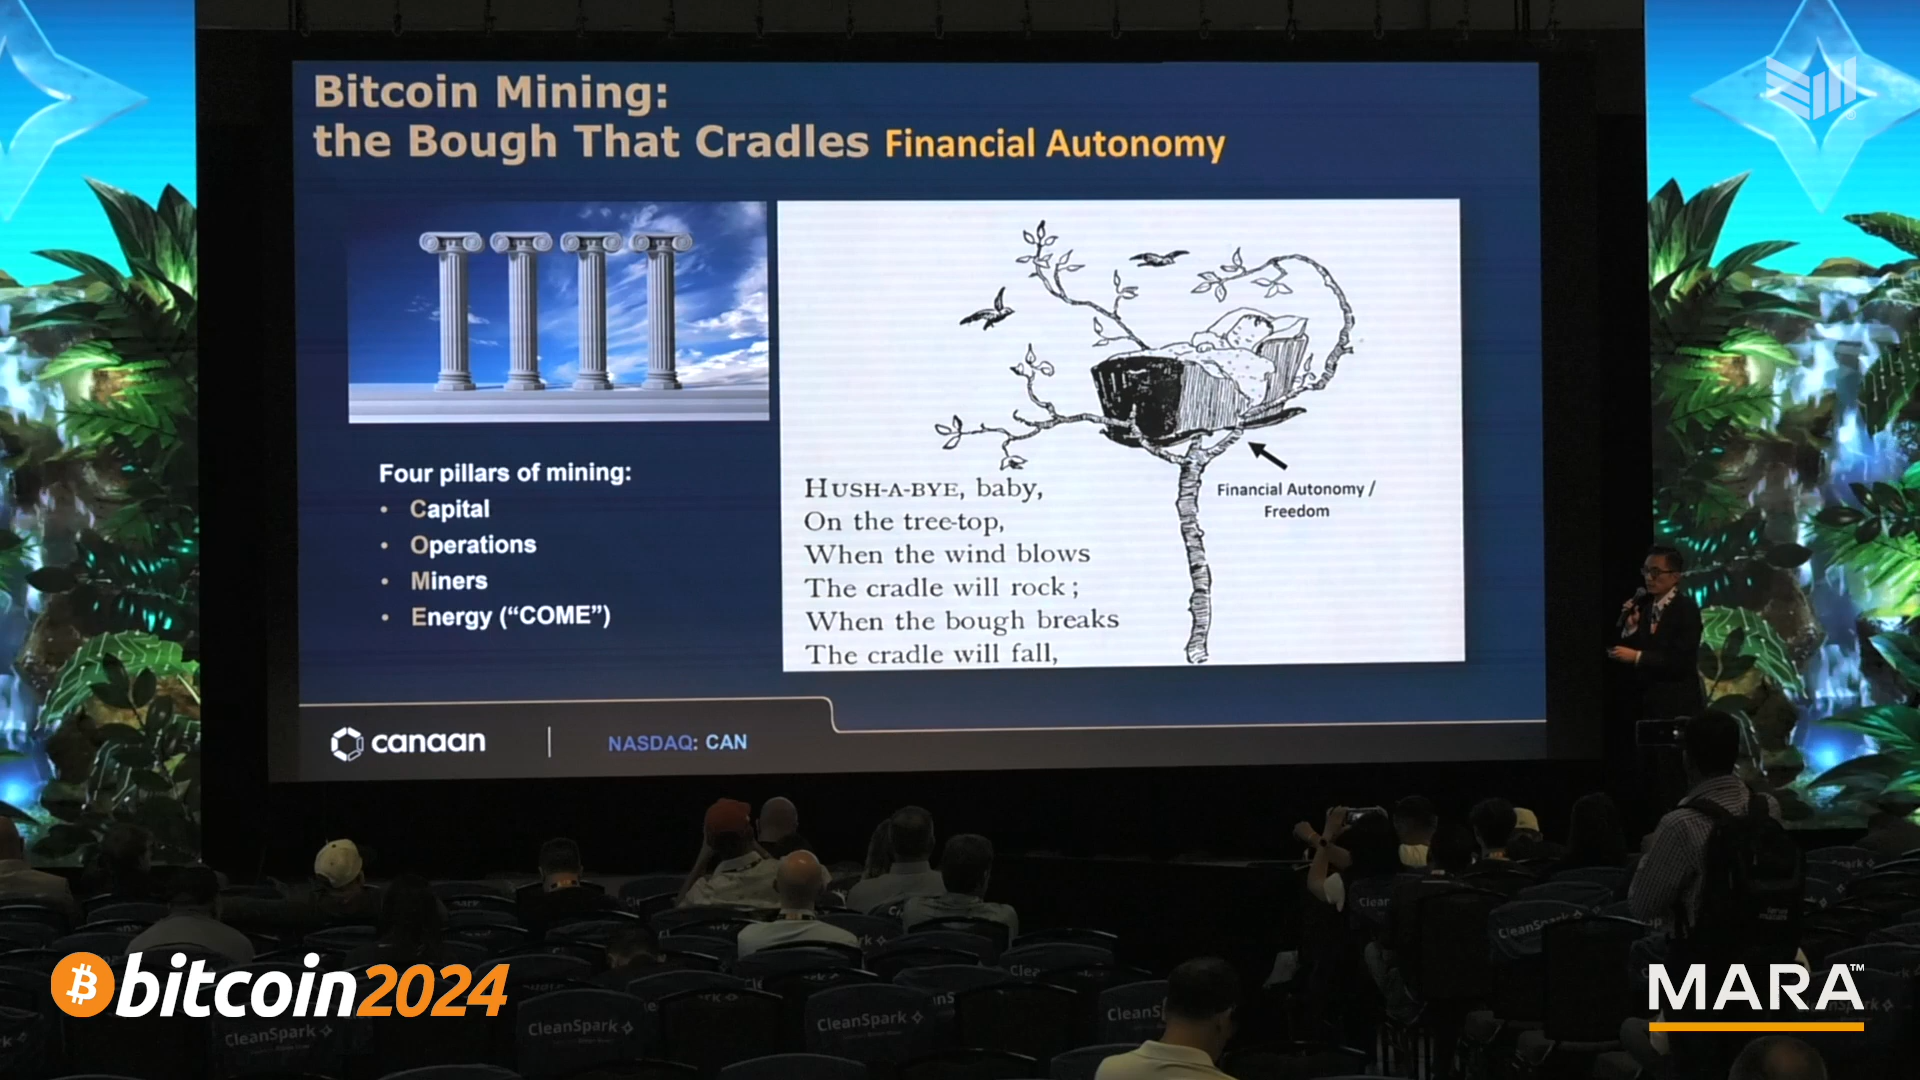 Bitcoin Mining:
the Bough That Cradles Financial Autonomy
Four pillars of mining:
• Capital
• Operations
• Miners
• Energy (“COME”)
HUSH-A-BYE, baby,
On the tree-top,
When the wind blows
The cradle will rock;
When the bough breaks
The cradle will fall,
Financial Autonomy /
Freedom
canaan
NASDAQ: CAN
bitcoin2024
MARA™
CleanSpark
CleanSpark
CleanSpark
CleanSpark